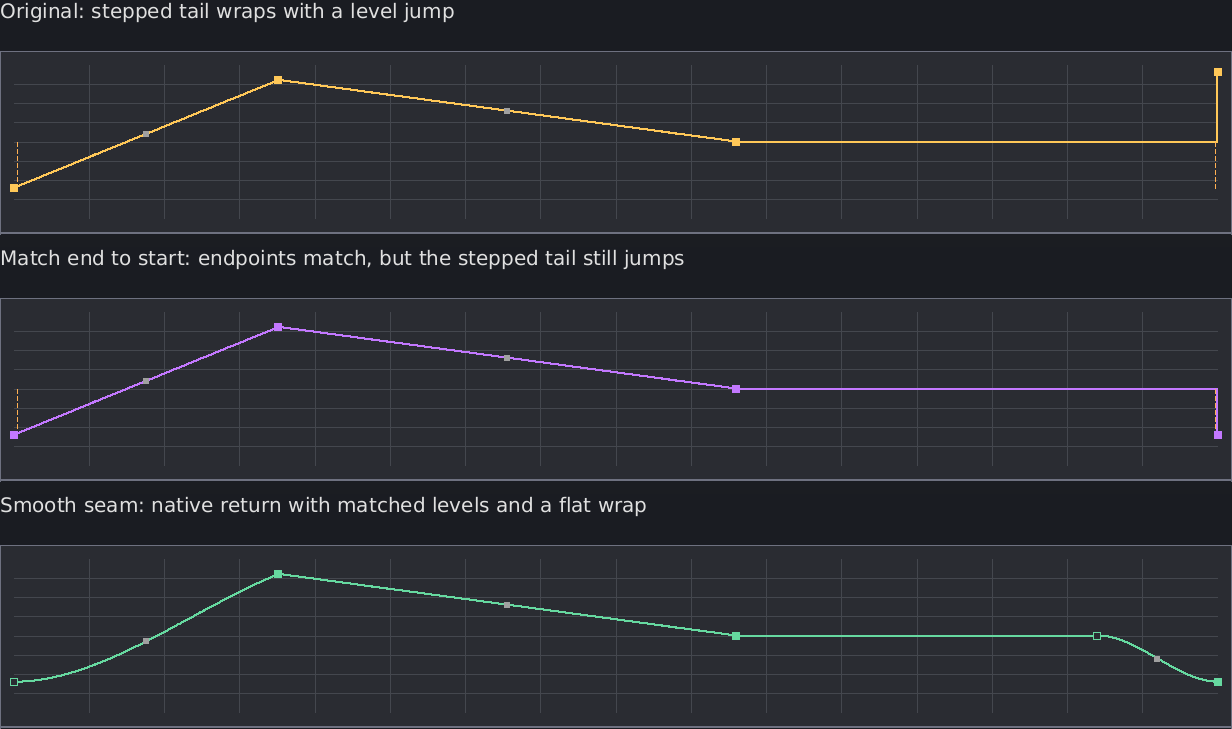 Original: stepped tail wraps with a level jump
Match end to start: endpoints match, but the stepped tail still jumps
Smooth seam: native return with matched levels and a flat wrap